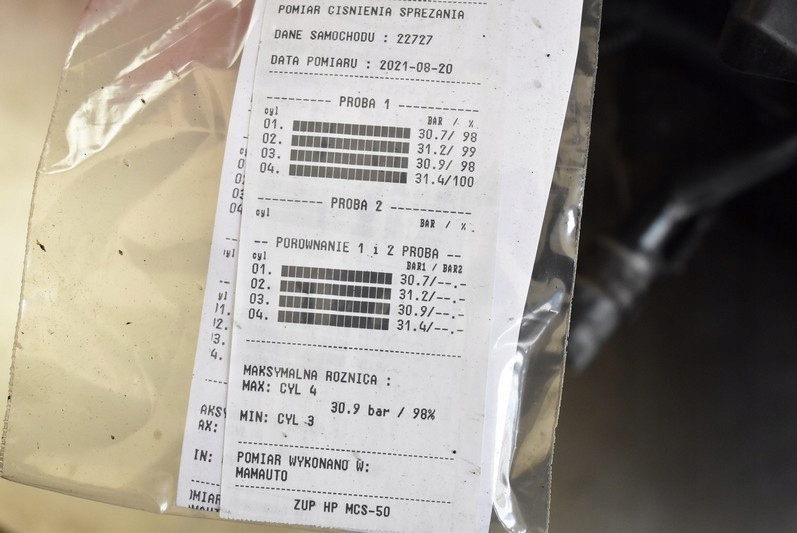 POMIAR CISNIENIA SPREZANIA
DANE SAMOCHODU : 22727
DATA POMIARU : 2021-08-20
PROBA 1
cyl BAR / %
01. 30.7/ 98
02. 31.2/ 99
03. 30.9/ 98
04. 31.4/100
PROBA 2
cyl BAR / %
-- POROWNANIE 1 i 2 PROBA --
cyl BAR1 / BAR2
01. 30.7/--.-
02. 31.2/--.-
03. 30.9/--.-
04. 31.4/--.-
MAKSYMALNA ROZNICA :
MAX: CYL 4
30.9 bar / 98%
MIN: CYL 3
POMIAR WYKONANO W:
MAMAUTO
ZUP HP MCS-50